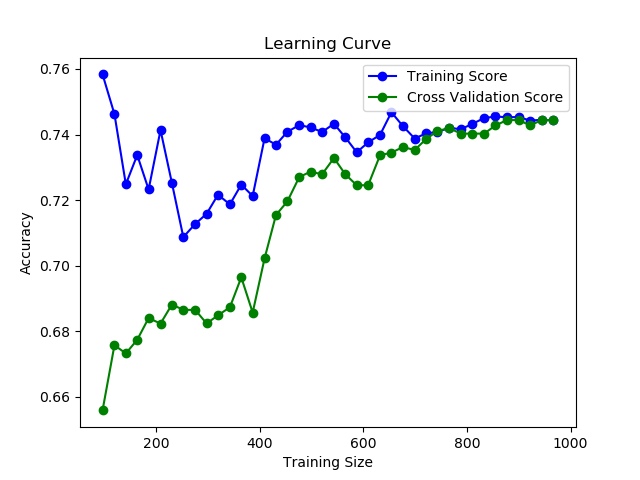 Learning Curve
Training Score
Cross Validation Score
0.76
0.74
0.72
0.70
0.68
0.66
Accuracy
200
400
600
800
1000
Training Size